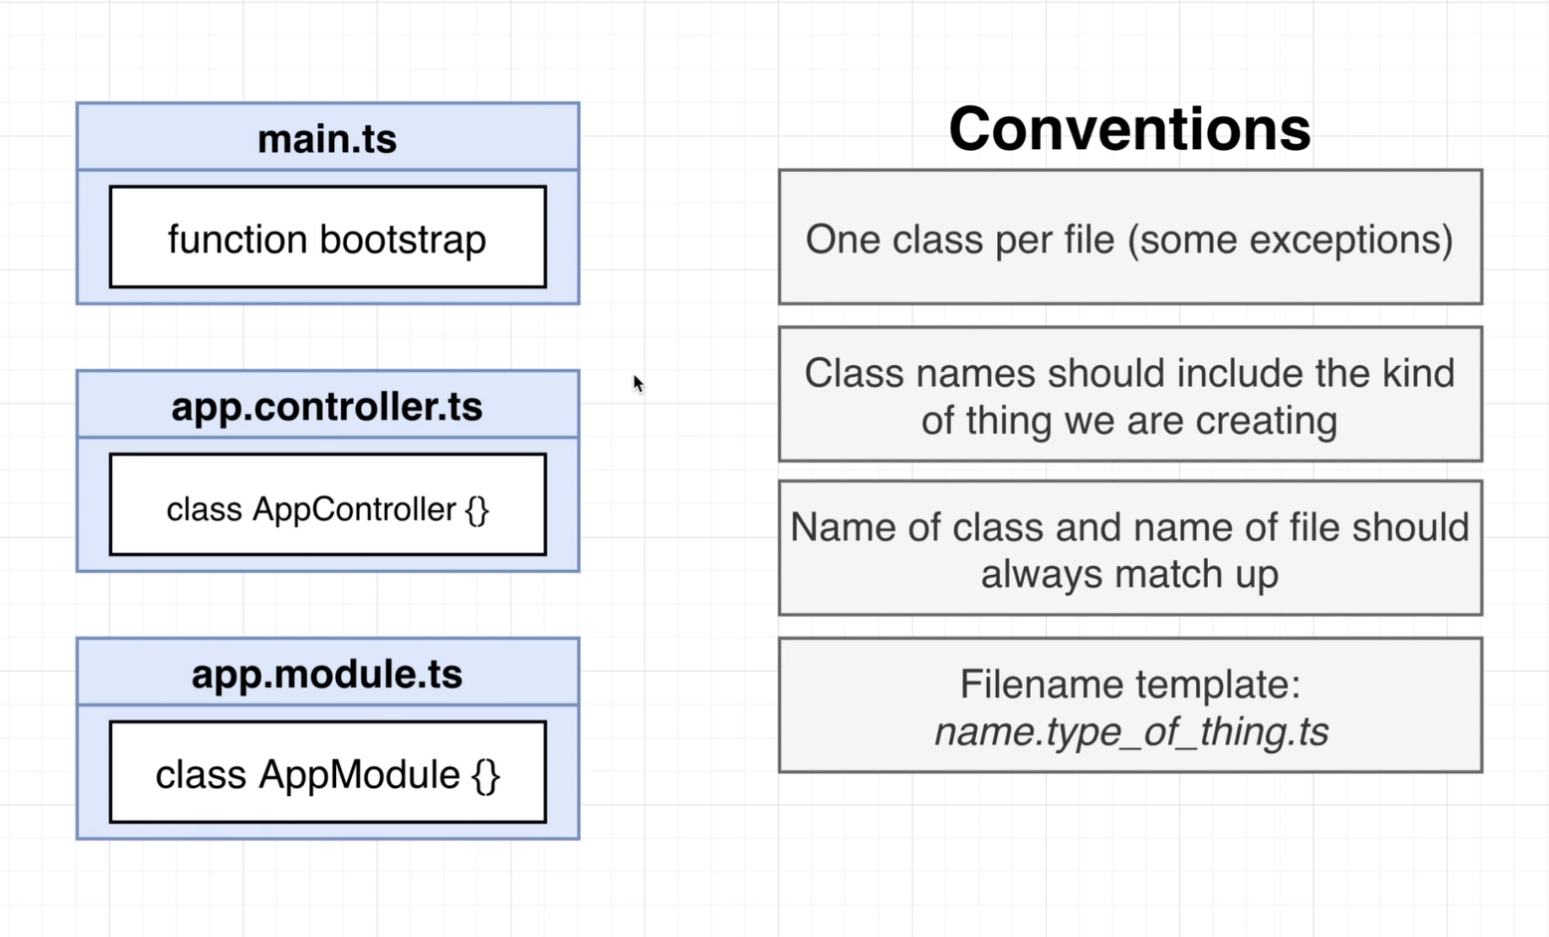 main.ts
function bootstrap
app.controller.ts
class AppController {}
app.module.ts
class AppModule {}
Conventions
One class per file (some exceptions)
Class names should include the kind
of thing we are creating
Name of class and name of file should
always match up
Filename template:
name.type_of_thing.ts